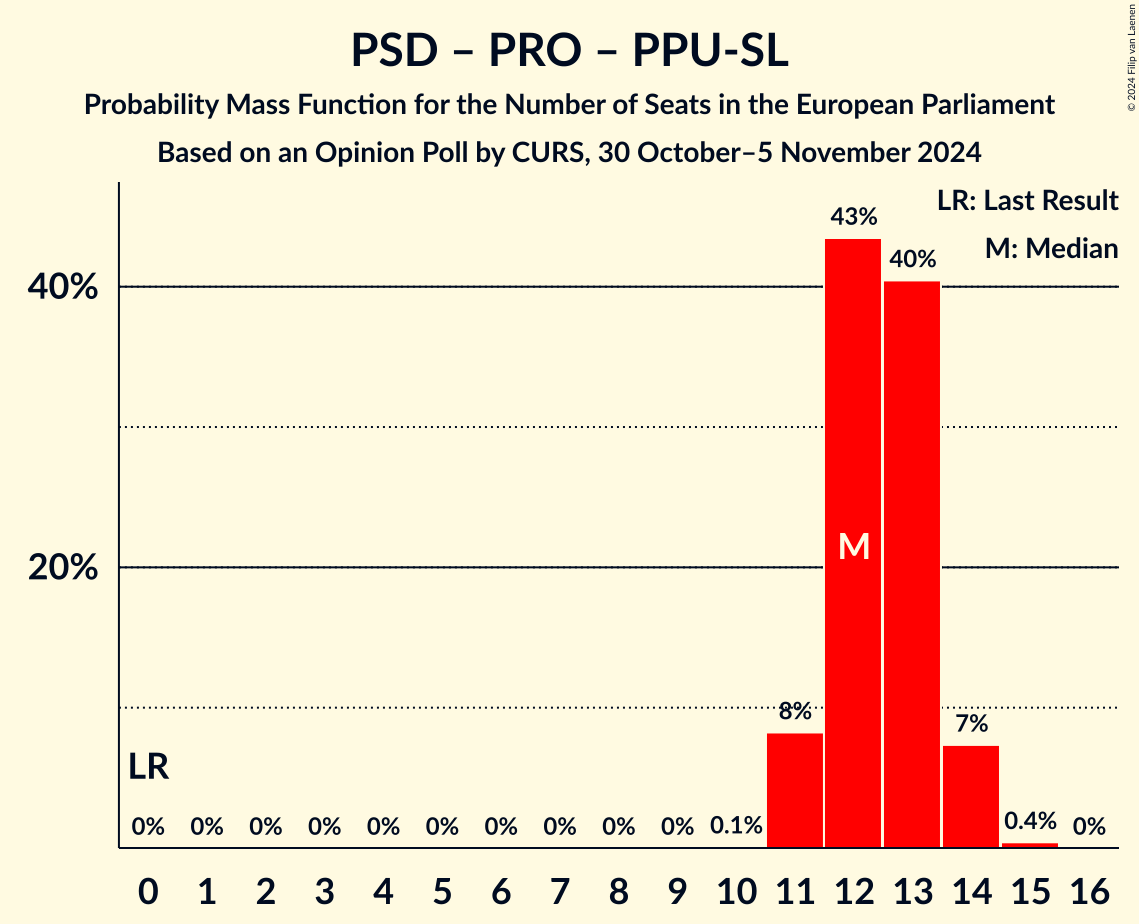 PSD – PRO – PPU-SL
Probability Mass Function for the Number of Seats in the European Parliament
Based on an Opinion Poll by CURS, 30 October–5 November 2024
© 2024 Filip van Laenen
LR: Last Result
M: Median
43%
40%
40%
20%
M
8%
7%
LR
0% 0% 0% 0% 0% 0% 0% 0% 0% 0% 0.1% 0.4% 0%
0 1 2 3 4 5 6 7 8 9 10 11 12 13 14 15 16